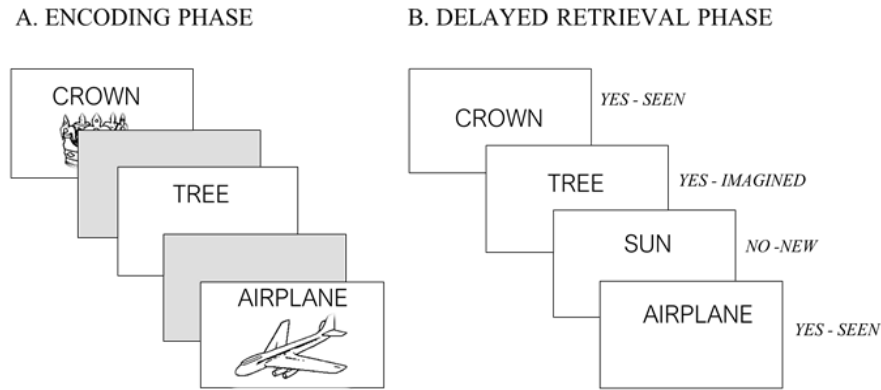 A. ENCODING PHASE
CROWN
TREE
AIRPLANE
B. DELAYED RETRIEVAL PHASE
CROWN
YES - SEEN
TREE
YES - IMAGINED
SUN
NO -NEW
AIRPLANE
YES - SEEN